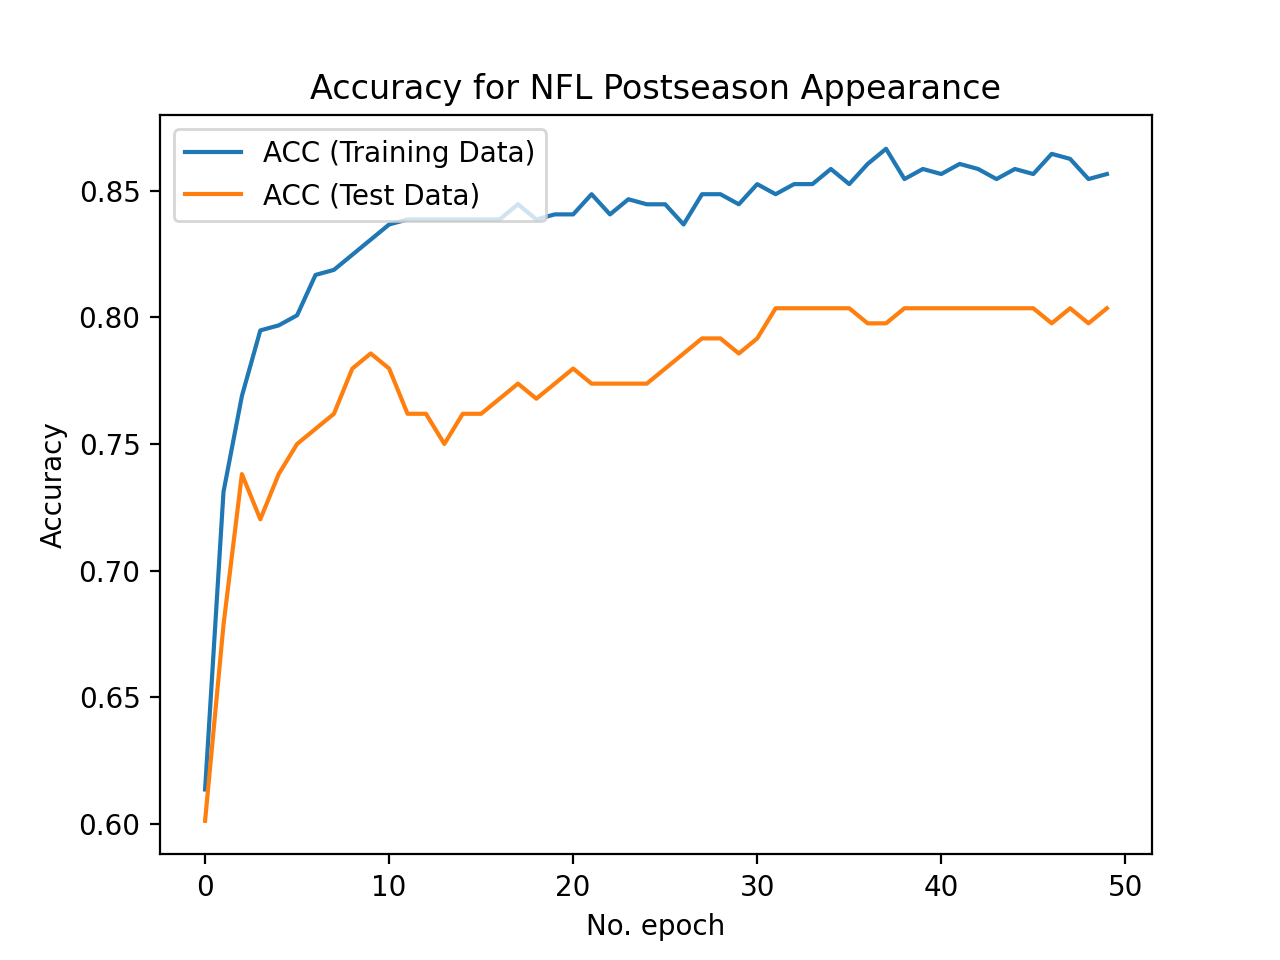 Accuracy for NFL Postseason Appearance
ACC (Training Data)
ACC (Test Data)
0.85
0.80
0.75
0.70
0.65
0.60
Accuracy
0 10 20 30 40 50
No. epoch